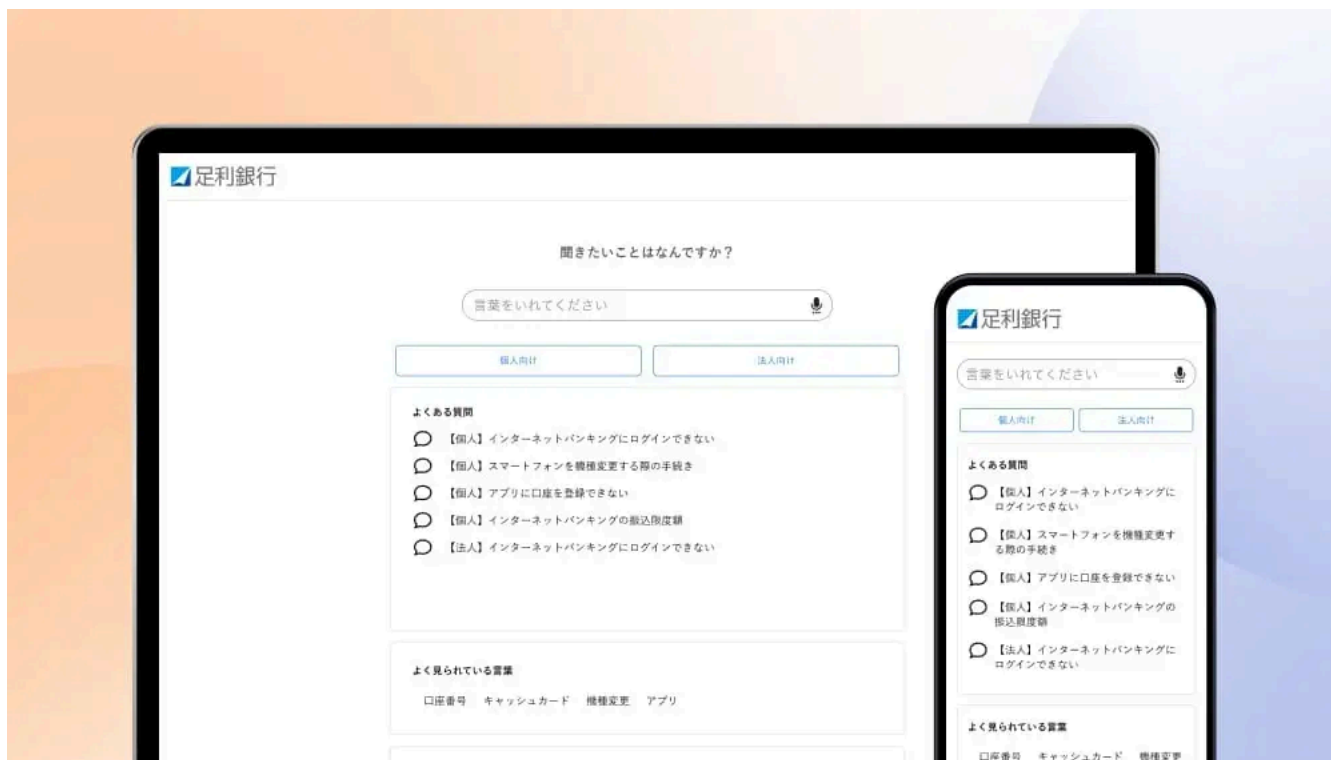 足利銀行
聞きたいことはなんですか？
言葉をいれてください
個人向け
法人向け
よくある質問
【個人】インターネットバンキングにログインできない
【個人】スマートフォンを機種変更する際の手続き
【個人】アプリに口座を登録できない
【個人】インターネットバンキングの振込限度額
【法人】インターネットバンキングにログインできない
よく見られている言葉
口座番号 キャッシュカード 機種変更 アプリ
足利銀行
言葉をいれてください
個人向け
法人向け
よくある質問
【個人】インターネットバンキングに
ログインできない
【個人】スマートフォンを機種変更す
る際の手続き
【個人】アプリに口座を登録できない
【個人】インターネットバンキングの
振込限度額
【法人】インターネットバンキングに
ログインできない
よく見られている言葉
口座番号 キャッシュカード 機種変更